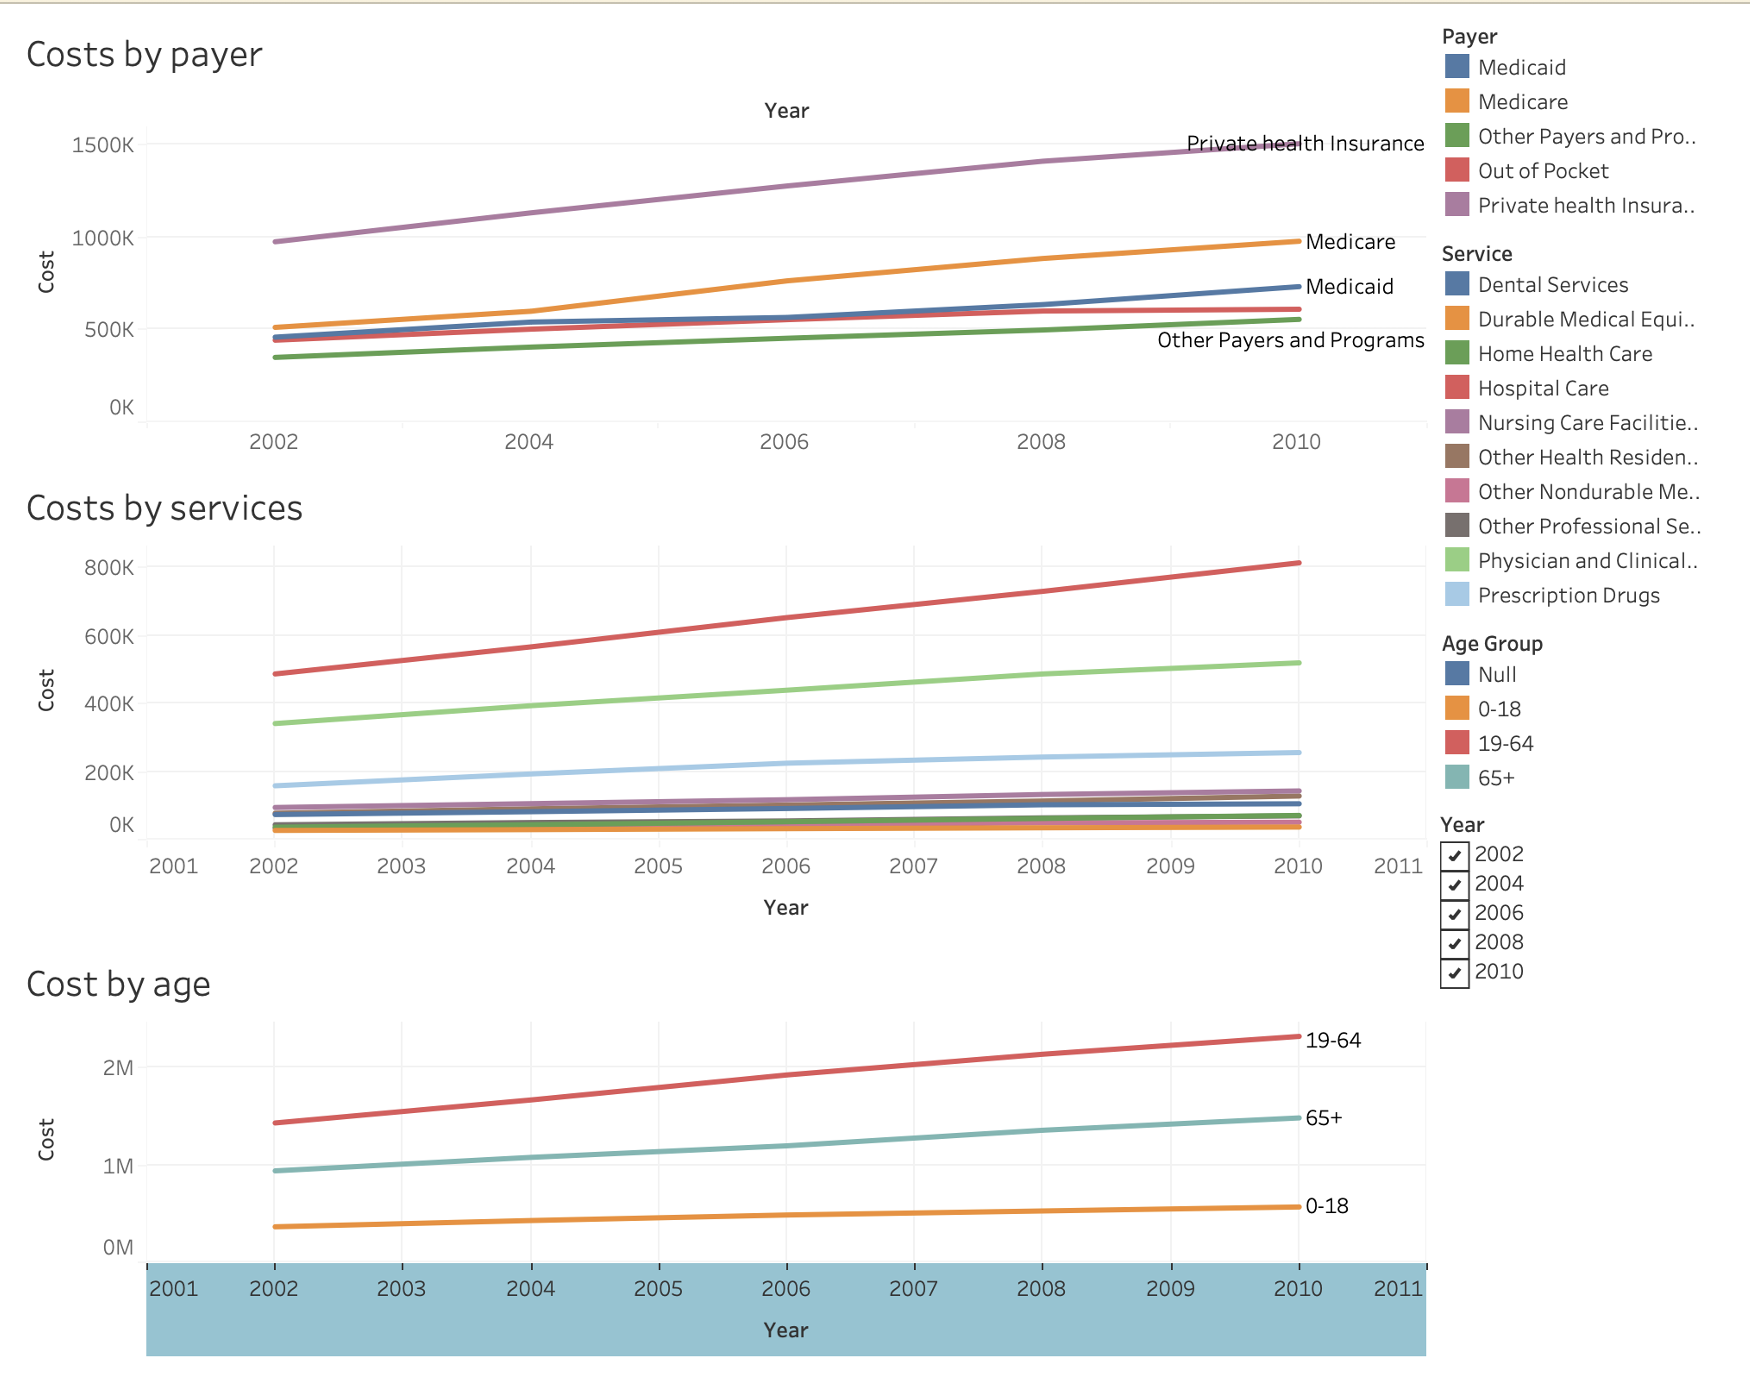 Costs by payer
Year
1500K
1000K
500K
0K
Cost
Private health Insurance
Medicare
Medicaid
Other Payers and Programs
2002 2004 2006 2008 2010
Costs by services
800K
600K
400K
200K
0K
Cost
2001 2002 2003 2004 2005 2006 2007 2008 2009 2010 2011
Year
Cost by age
2M
1M
0M
Cost
19-64
65+
0-18
2001 2002 2003 2004 2005 2006 2007 2008 2009 2010 2011
Year
Payer
Medicaid
Medicare
Other Payers and Pro..
Out of Pocket
Private health Insura..
Service
Dental Services
Durable Medical Equi..
Home Health Care
Hospital Care
Nursing Care Facilitie..
Other Health Residen..
Other Nondurable Me..
Other Professional Se..
Physician and Clinical..
Prescription Drugs
Age Group
Null
0-18
19-64
65+
Year
2002
2004
2006
2008
2010